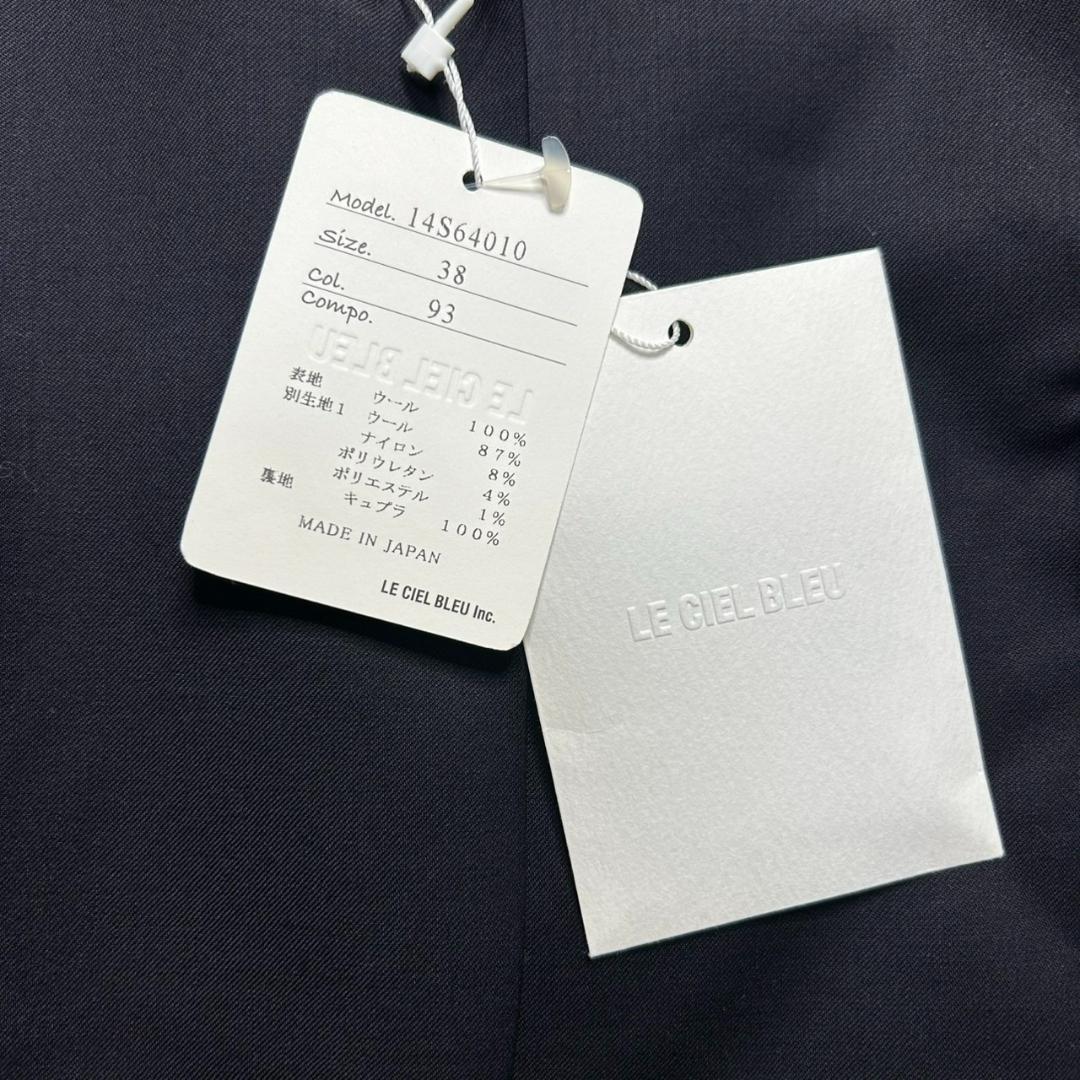 Model. 14S64010
Size. 38
Col. 93
Compo.
LE CIEL BLEU
表地 ウール 100%
別生地1 ウール 87%
ナイロン 8%
ポリウレタン 4%
ポリエステル 1%
裏地 キュプラ 100%
MADE IN JAPAN
LE CIEL BLEU Inc.
LE CIEL BLEU